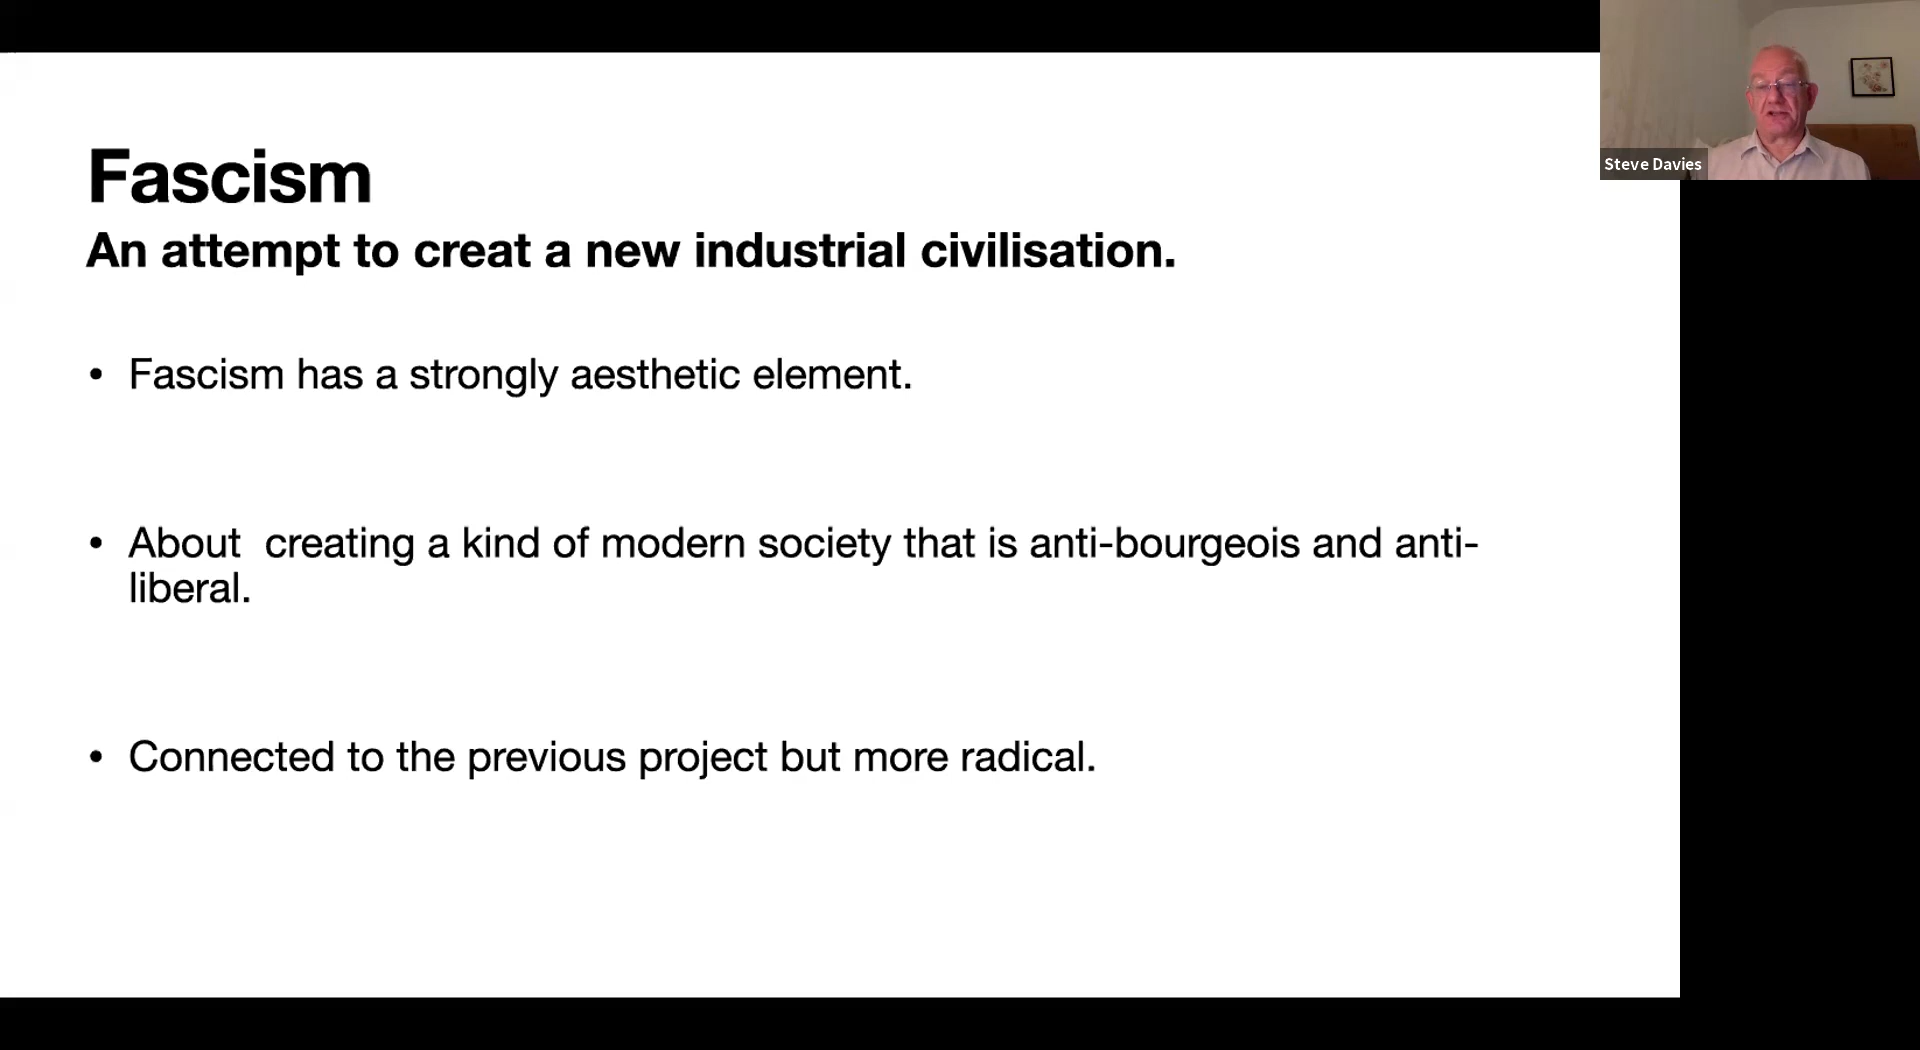 Fascism
An attempt to creat a new industrial civilisation.
• Fascism has a strongly aesthetic element.
• About  creating a kind of modern society that is anti-bourgeois and anti-
liberal.
• Connected to the previous project but more radical.
Steve Davies